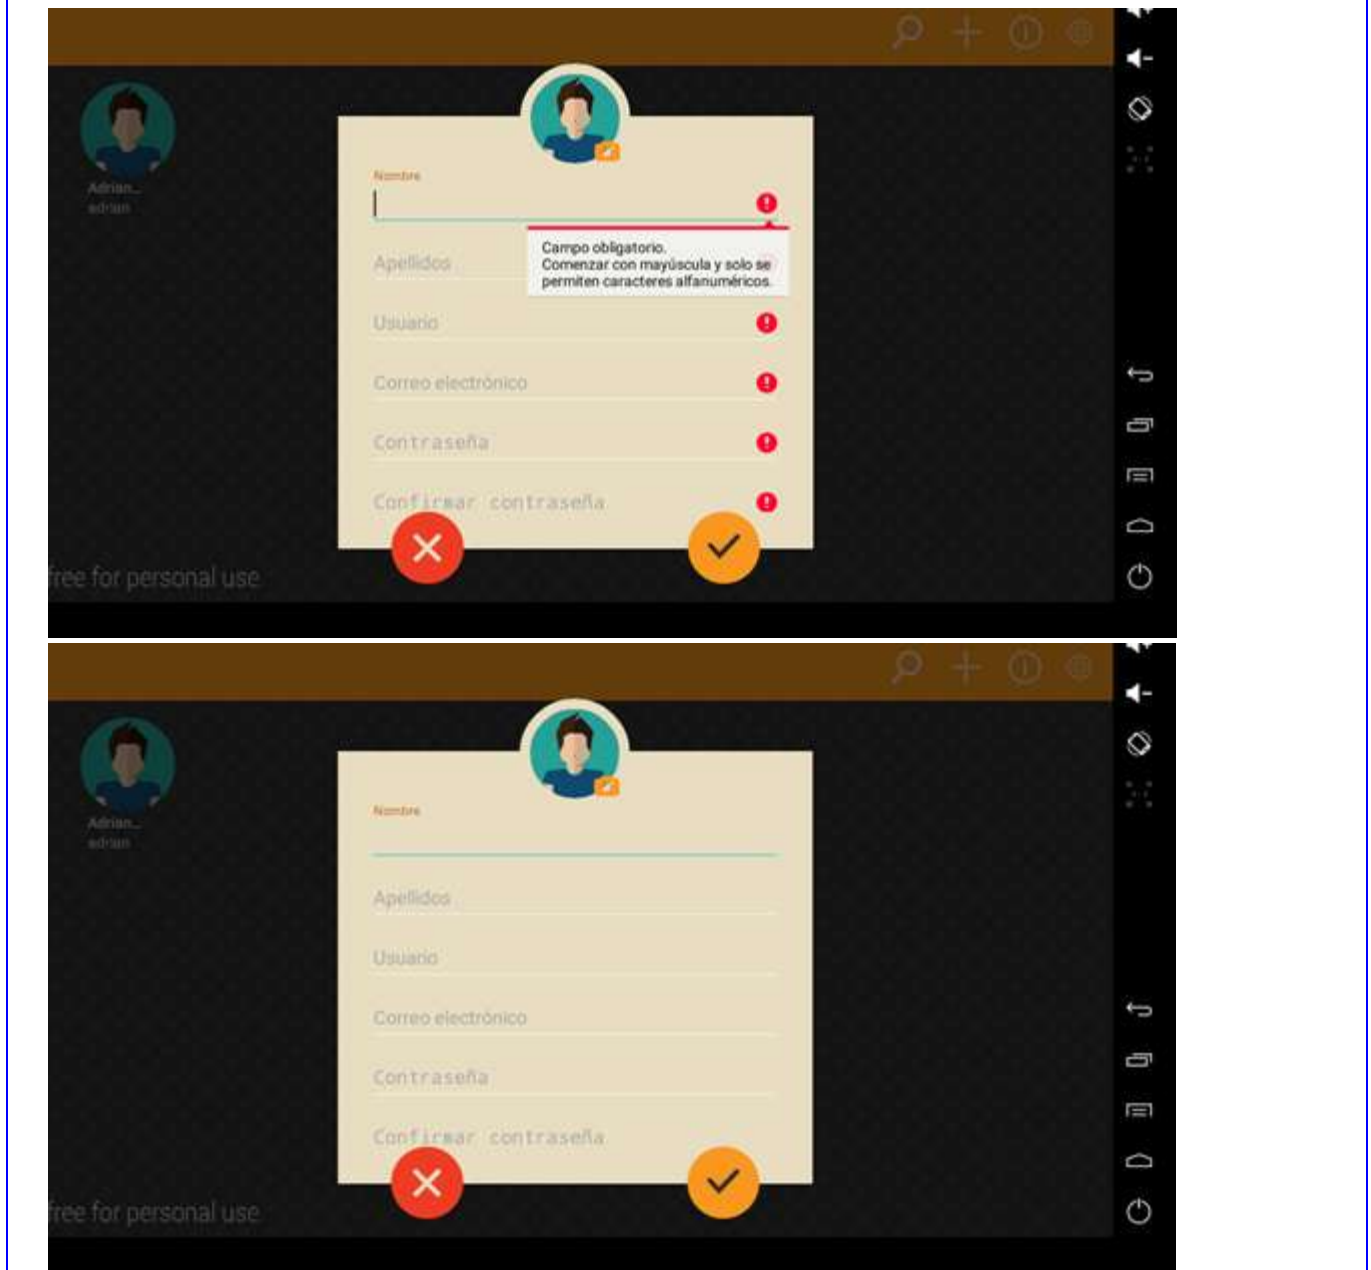 Adrian...
adrian
Nombre
Campo obligatorio.
Comenzar con mayúscula y solo se
permiten caracteres alfanuméricos.
Apellidos
Usuario
Correo electrónico
Contraseña
Confirmar contraseña
free for personal use
Adrian...
adrian
Nombre
Apellidos
Usuario
Correo electrónico
Contraseña
Confirmar contraseña
free for personal use